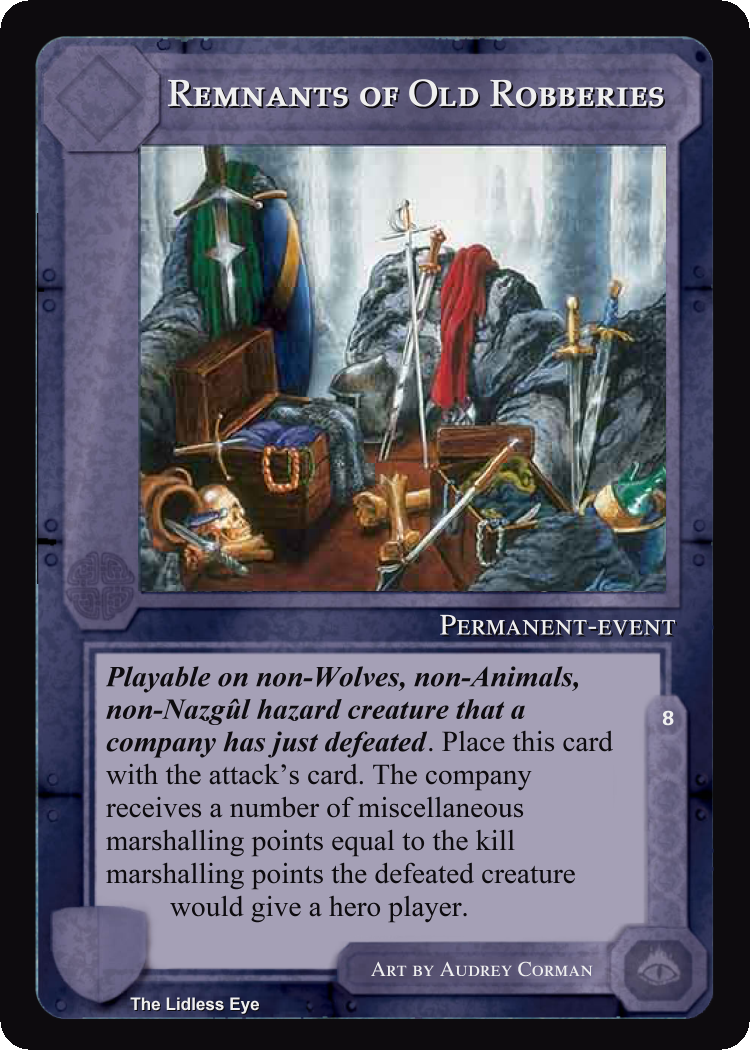 Remnants of Old Robberies
Permanent-event
Playable on non-Wolves, non-Animals,
non-Nazgûl hazard creature that a
company has just defeated. Place this card
with the attack’s card. The company
receives a number of miscellaneous
marshalling points equal to the kill
marshalling points the defeated creature
would give a hero player.
8
Art by Audrey Corman
The Lidless Eye